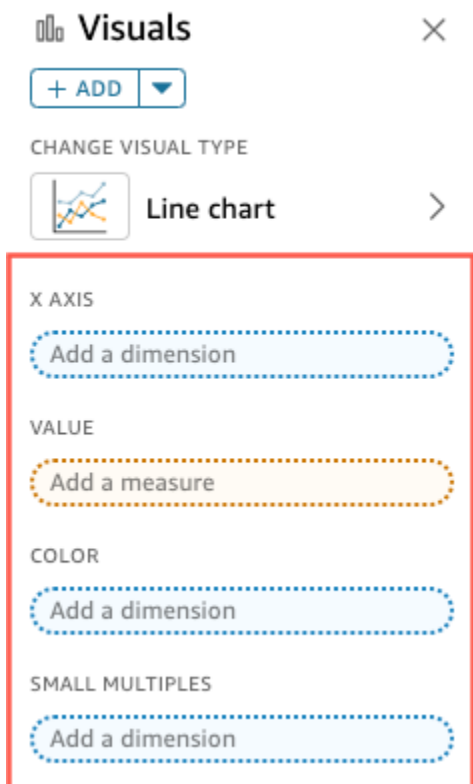 Visuals
+ ADD
CHANGE VISUAL TYPE
Line chart
X AXIS
Add a dimension
VALUE
Add a measure
COLOR
Add a dimension
SMALL MULTIPLES
Add a dimension